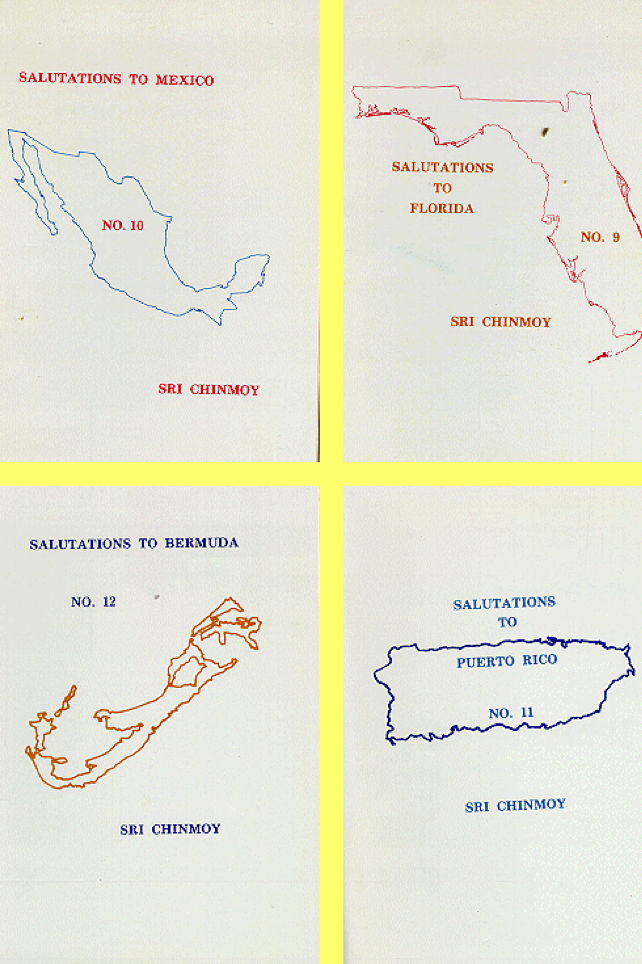 SALUTATIONS TO MEXICO
NO. 10
SRI CHINMOY
SALUTATIONS
TO
FLORIDA
NO. 9
SRI CHINMOY
SALUTATIONS TO BERMUDA
NO. 12
SRI CHINMOY
SALUTATIONS
TO
PUERTO RICO
NO. 11
SRI CHINMOY